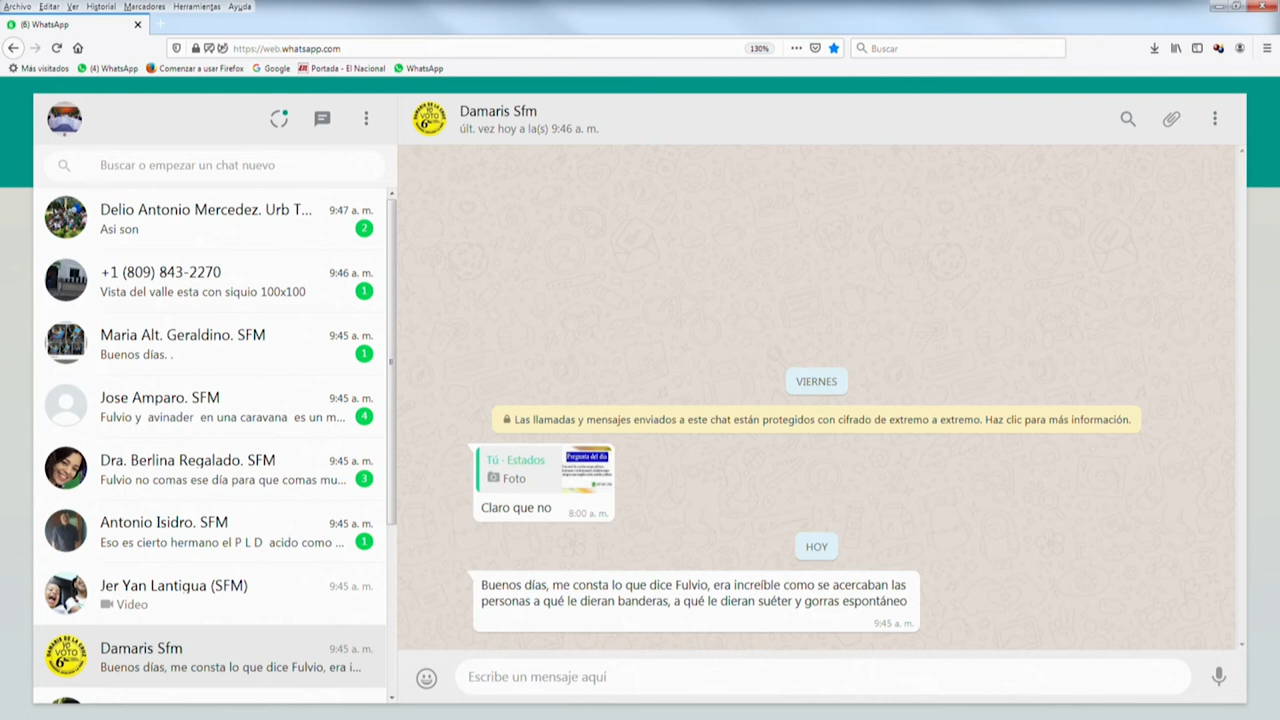 Archivo Editar Ver Historial Marcadores Herramientas Ayuda
(6) WhatsApp
https://web.whatsapp.com
130%
Buscar
Más visitados
(4) WhatsApp
Comenzar a usar Firefox
Google
Portada - El Nacional
WhatsApp
Damaris Sfm
últ. vez hoy a la(s) 9:46 a. m.
Buscar o empezar un chat nuevo
Delio Antonio Mercedez. Urb T... 9:47 a. m.
Asi son 2
+1 (809) 843-2270 9:46 a. m.
Vista del valle esta con siquio 100x100 1
Maria Alt. Geraldino. SFM 9:45 a. m.
Buenos días. . 1
Jose Amparo. SFM 9:45 a. m.
Fulvio y avinader en una caravana es un m... 4
Dra. Berlina Regalado. SFM 9:45 a. m.
Fulvio no comas ese día para que comas mu... 3
Antonio Isidro. SFM 9:45 a. m.
Eso es cierto hermano el P L D acido como ... 1
Jer Yan Lantigua (SFM) 9:45 a. m.
Video
Damaris Sfm 9:45 a. m.
Buenos días, me consta lo que dice Fulvio, era i...
VOTO
6
VIERNES
Las llamadas y mensajes enviados a este chat están protegidos con cifrado de extremo a extremo. Haz clic para más información.
Tú · Estados
Foto
Pregunta del día
Claro que no
8:00 a. m.
HOY
Buenos días, me consta lo que dice Fulvio, era increíble como se acercaban las
personas a qué le dieran banderas, a qué le dieran suéter y gorras espontáneo
9:45 a. m.
Escribe un mensaje aquí